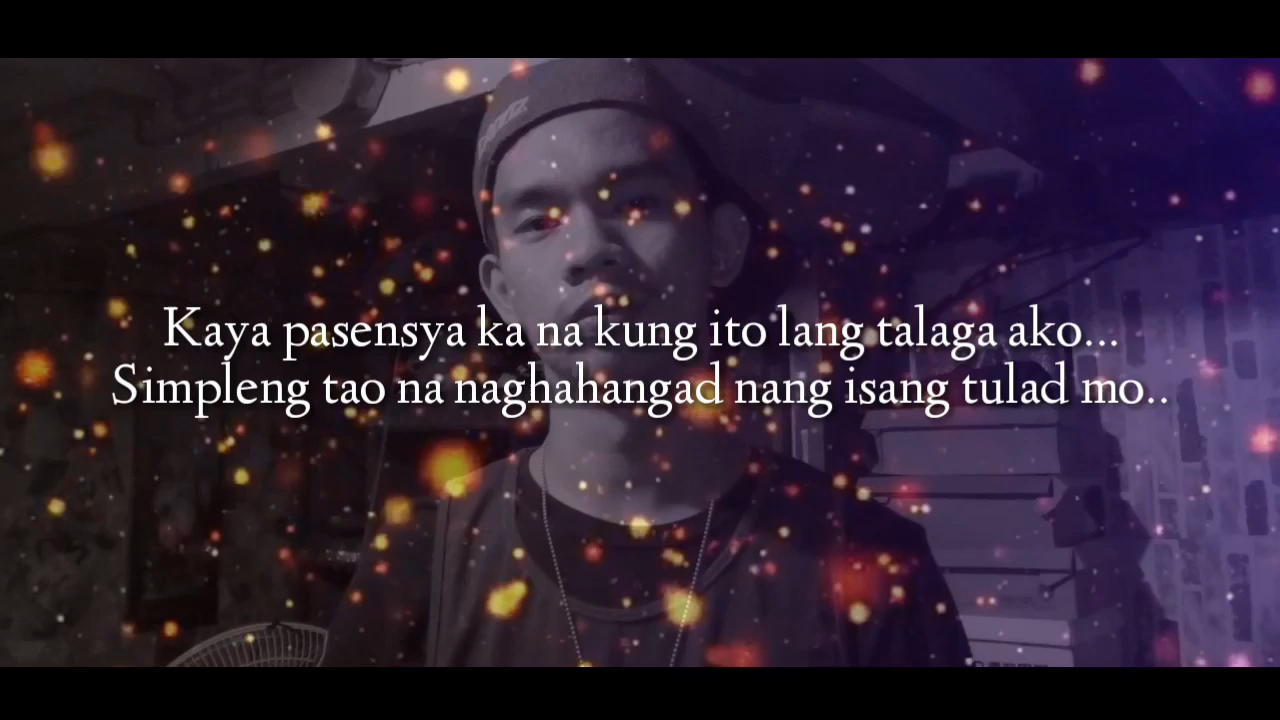 Kaya pasensya ka na kung ito lang talaga ako...
Simpleng tao na naghahangad nang isang tulad mo..